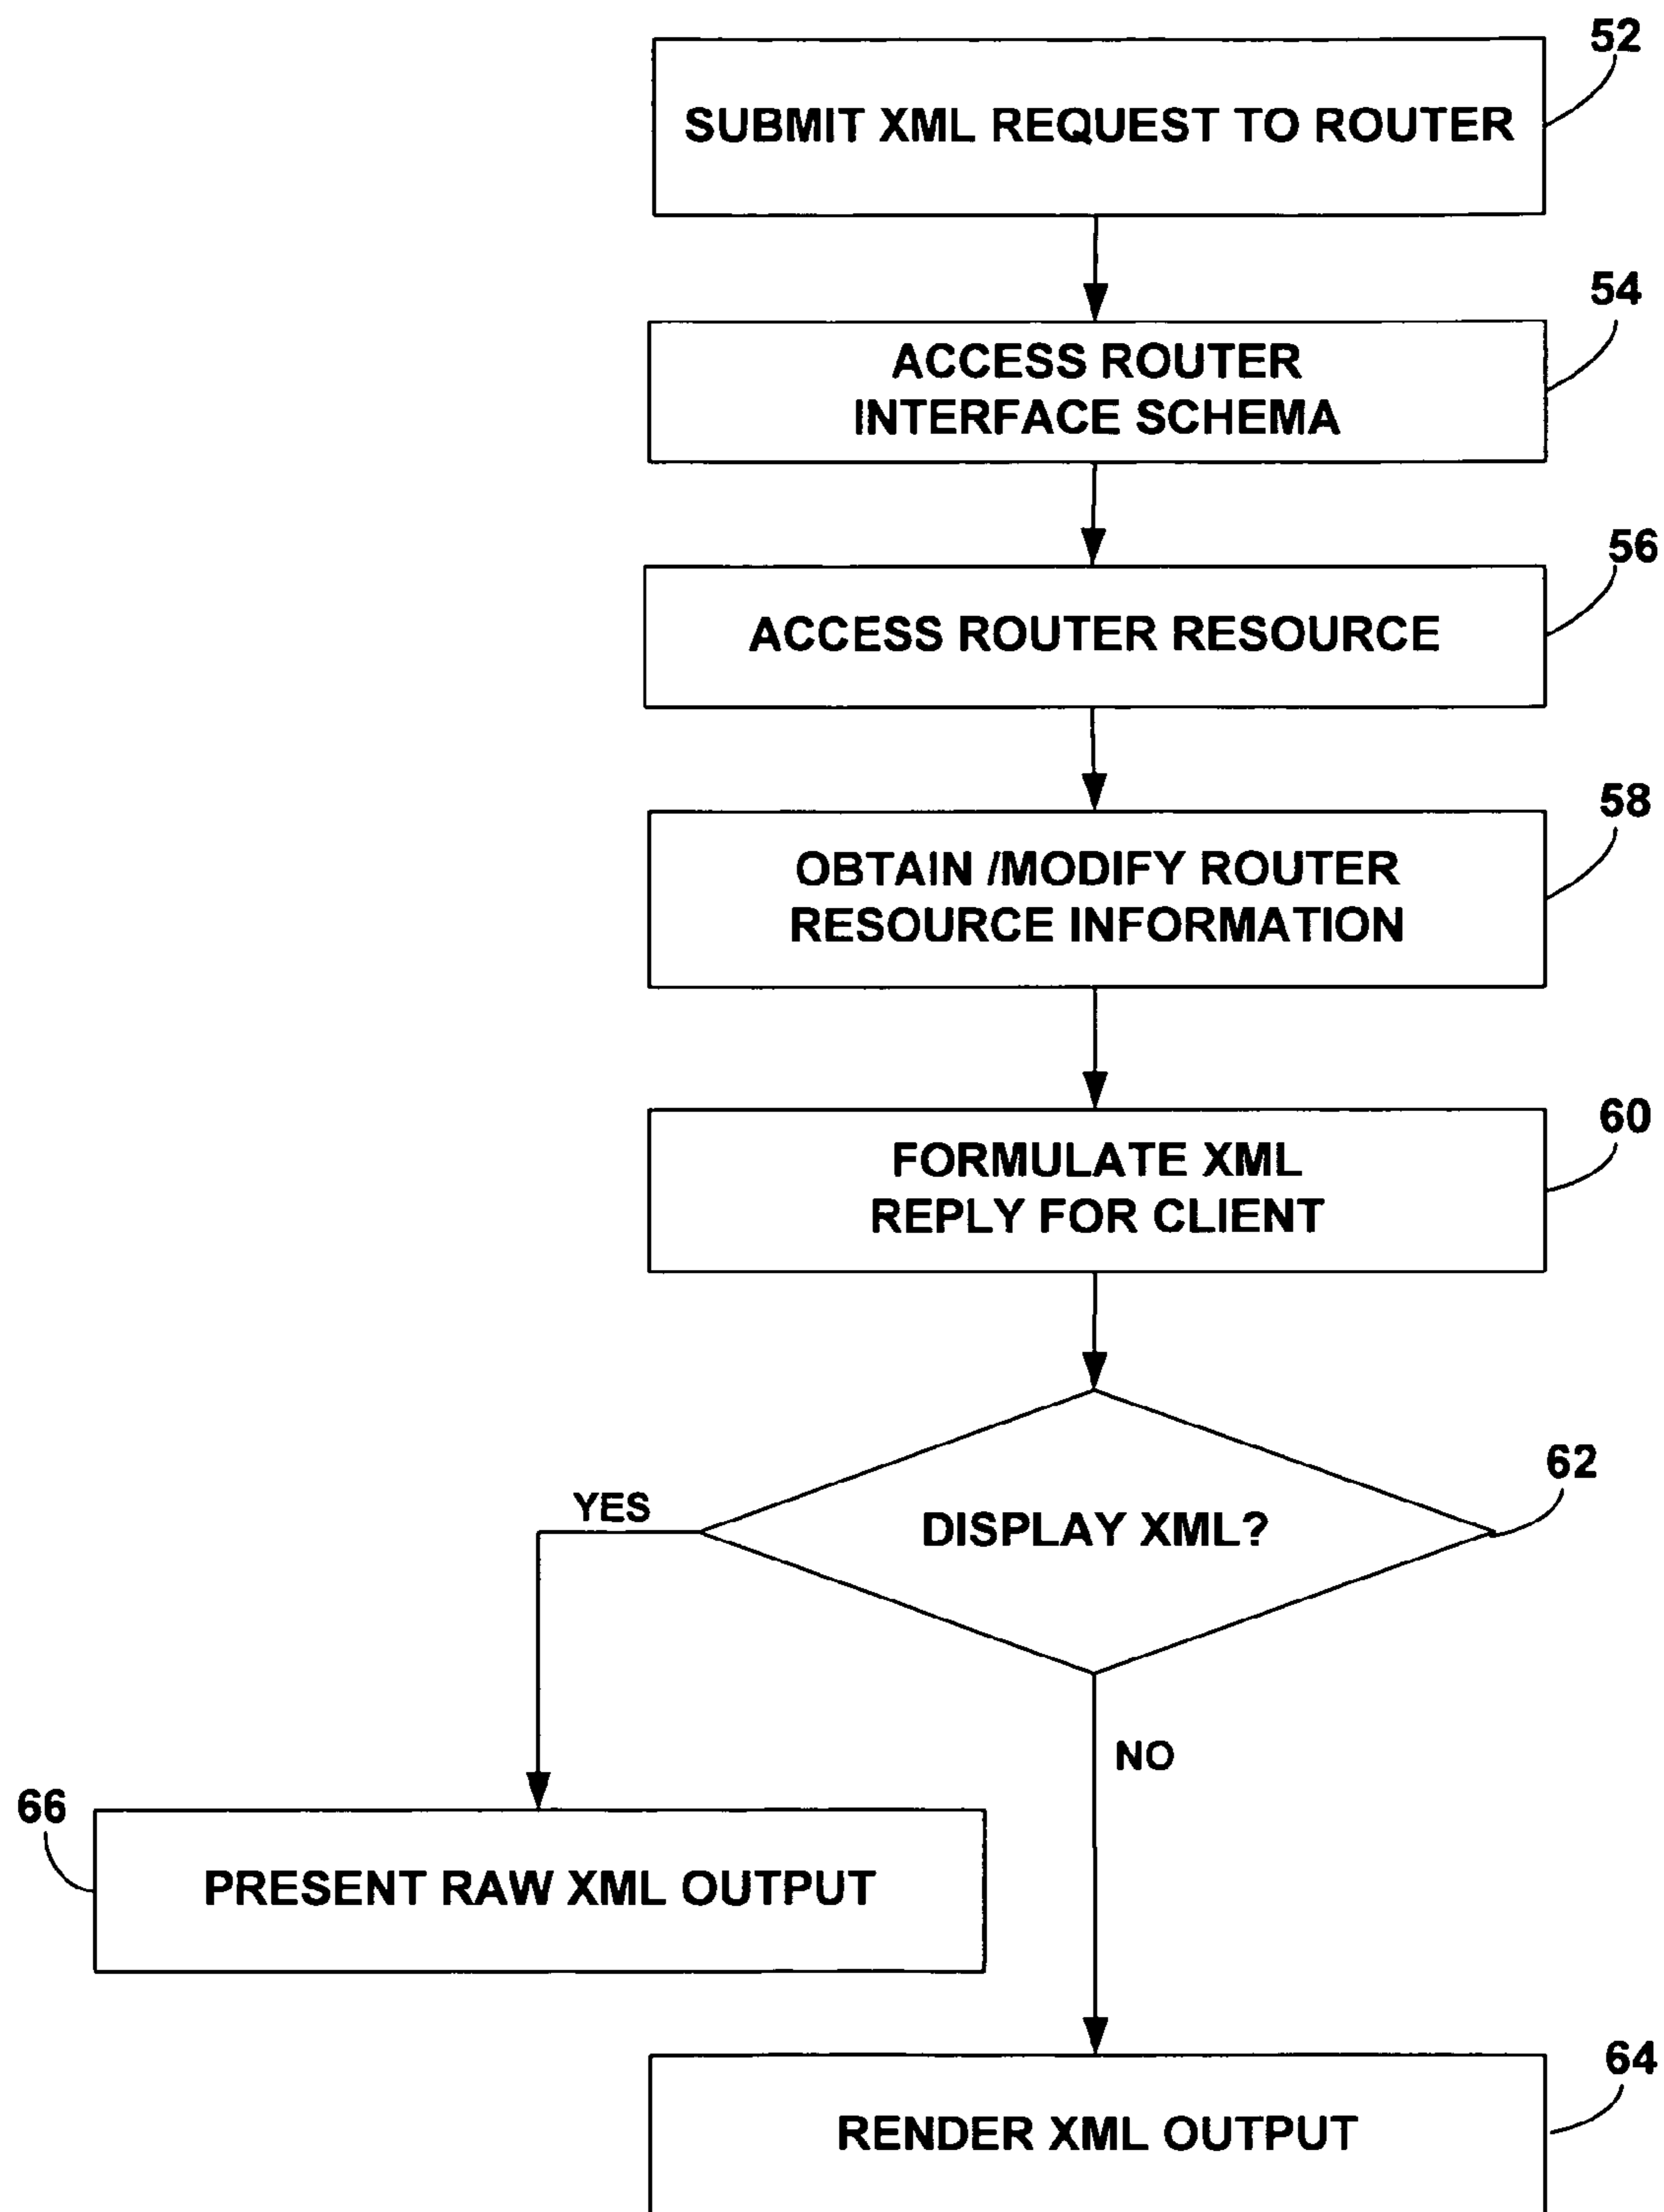 52
SUBMIT XML REQUEST TO ROUTER
54
ACCESS ROUTER
INTERFACE SCHEMA
56
ACCESS ROUTER RESOURCE
58
OBTAIN /MODIFY ROUTER
RESOURCE INFORMATION
60
FORMULATE XML
REPLY FOR CLIENT
62
DISPLAY XML?
YES
NO
66
PRESENT RAW XML OUTPUT
64
RENDER XML OUTPUT